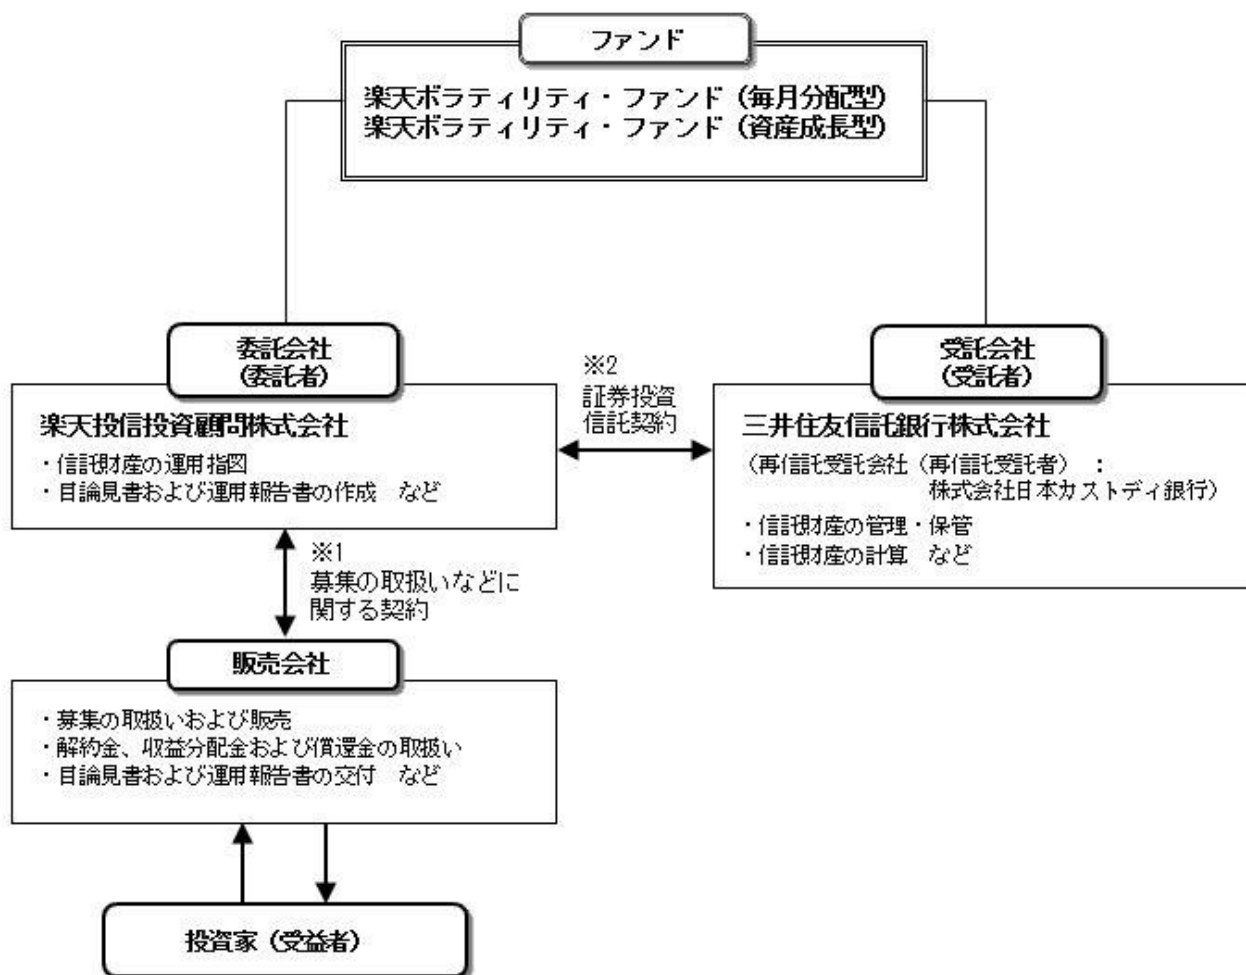 ファンド
楽天ボラティリティ・ファンド（毎月分配型）
楽天ボラティリティ・ファンド（資産成長型）
委託会社
（委託者）
楽天投信投資顧問株式会社
・信託財産の運用指図
・目論見書および運用報告書の作成　など
※2
証券投資
信託契約
受託会社
（受託者）
三井住友信託銀行株式会社
（再信託受託会社（再信託受託者）：
株式会社日本カストディ銀行）
・信託財産の管理・保管
・信託財産の計算　など
※1
募集の取扱いなどに
関する契約
販売会社
・募集の取扱いおよび販売
・解約金、収益分配金および償還金の取扱い
・目論見書および運用報告書の交付　など
投資家（受益者）